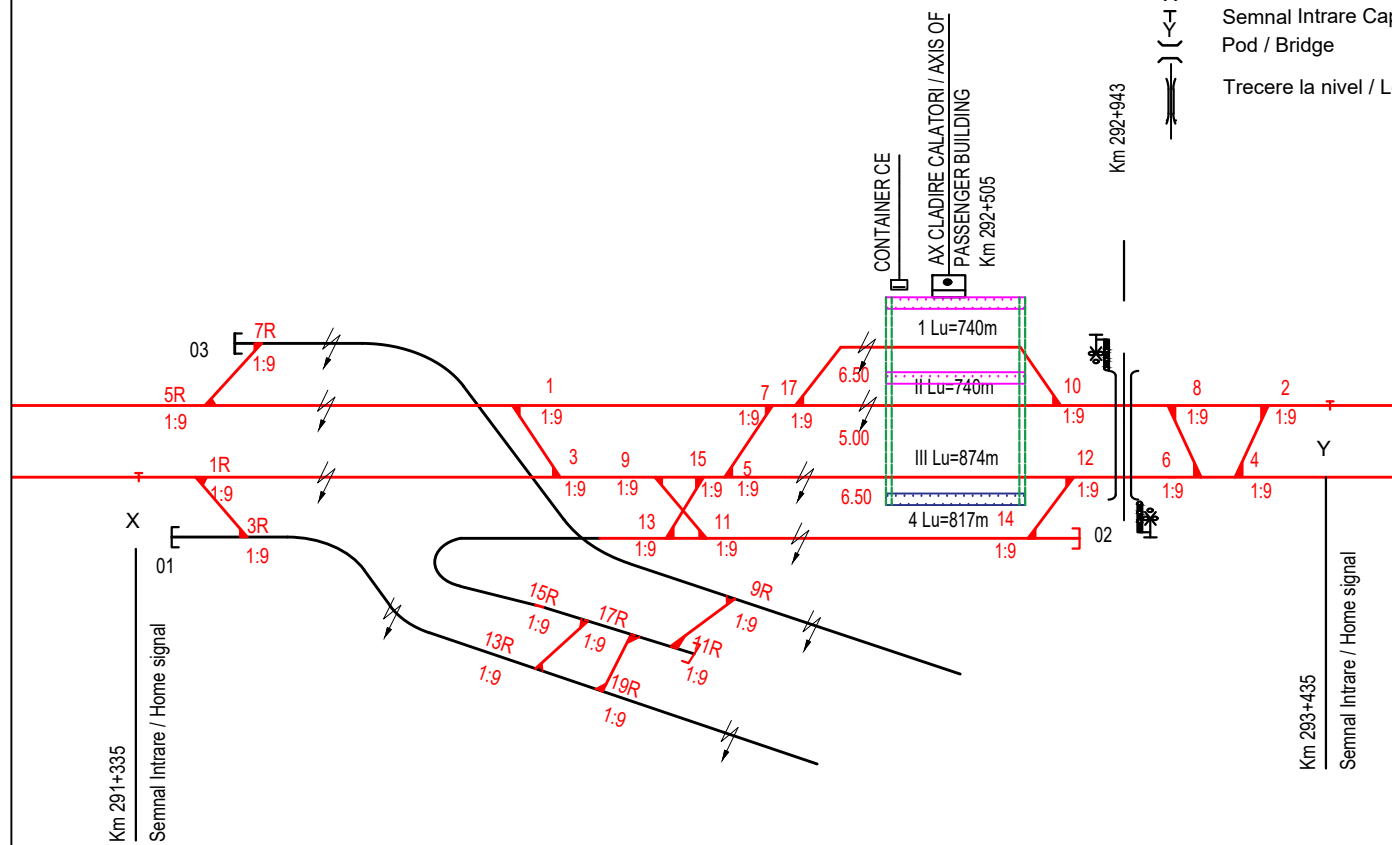 Semnal Intrare Cap
Pod / Bridge
Trecere la nivel / L
Km 292+943
CONTAINER CE
AX CLADIRE CALATORI / AXIS OF
PASSENGER BUILDING
Km 292+505
1 Lu=740m
03
7R
1:9
6.50
II Lu=740m
5R
1:9
1
1:9
7
1:9
17
1:9
10
1:9
8
1:9
2
1:9
5.00
Y
1R
1:9
3
1:9
9
1:9
15
1:9
5
1:9
III Lu=874m
12
1:9
6
1:9
4
1:9
6.50
X
3R
1:9
01
13
1:9
11
1:9
4 Lu=817m
14
1:9
02
15R
1:9
17R
1:9
9R
1:9
13R
1:9
11R
1:9
19R
1:9
Km 291+335
Semnal Intrare / Home signal
Km 293+435
Semnal Intrare / Home signal